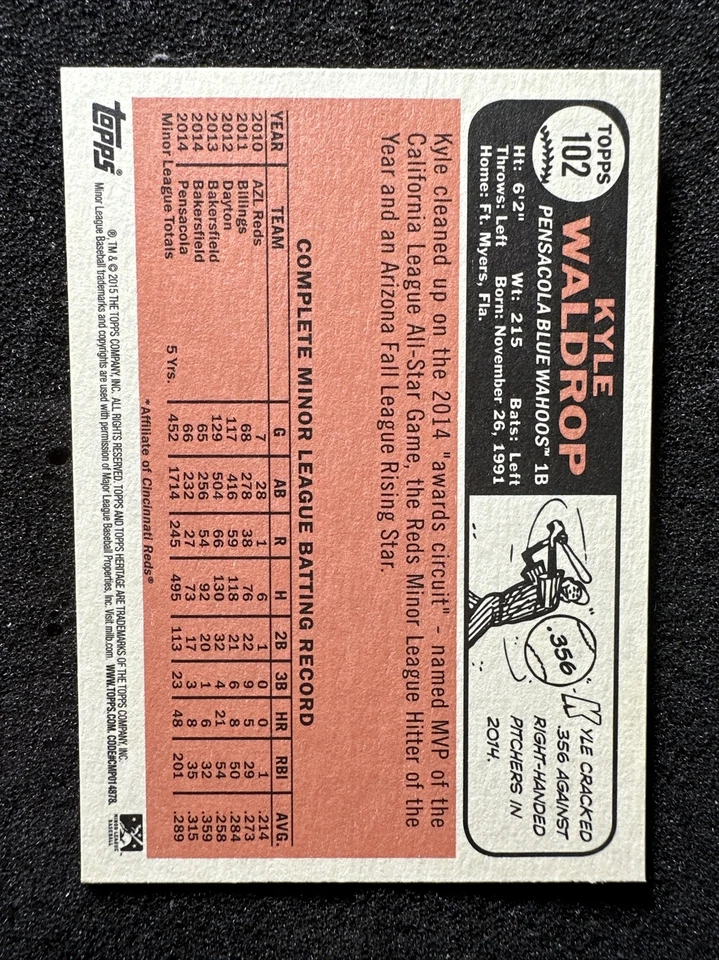 TOPPS
102
KYLE
WALDROP
PENSACOLA BLUE WAHOOS™ 1B
Ht: 6'2" Wt: 215 Bats: Left
Throws: Left Born: November 26, 1991
Home: Ft. Myers, Fla.
.356
KYLE CRACKED
.356 AGAINST
RIGHT-HANDED
PITCHERS IN
2014.
Kyle cleaned up on the 2014 "awards circuit" - named MVP of the
California League All-Star Game, the Reds Minor League Hitter of the
Year and an Arizona Fall League Rising Star.
COMPLETE MINOR LEAGUE BATTING RECORD
YEAR TEAM G AB R H 2B 3B HR RBI AVG.
2010 AZL Reds 7 28 1 6 1 0 0 1 .214
2011 Billings 68 278 38 76 22 9 5 29 .273
2012 Dayton 117 416 59 118 21 6 8 50 .284
2013 Bakersfield 129 504 66 130 32 4 21 54 .258
2014 Bakersfield 65 256 54 92 20 1 6 32 .359
2014 Pensacola 66 232 27 73 17 3 8 35 .315
Minor League Totals 5 Yrs. 452 1714 245 495 113 23 48 201 .289
*Affiliate of Cincinnati Reds®
topps®
®, TM & © 2015 THE TOPPS COMPANY, INC. ALL RIGHTS RESERVED. TOPPS AND TOPPS HERITAGE ARE TRADEMARKS OF THE TOPPS COMPANY, INC.
Minor League Baseball trademarks and copyrights are used with permission of Major League Baseball Properties, Inc. Visit milb.com WWW.TOPPS.COM. CODE#CMP014878.
MINOR LEAGUE
BASEBALL